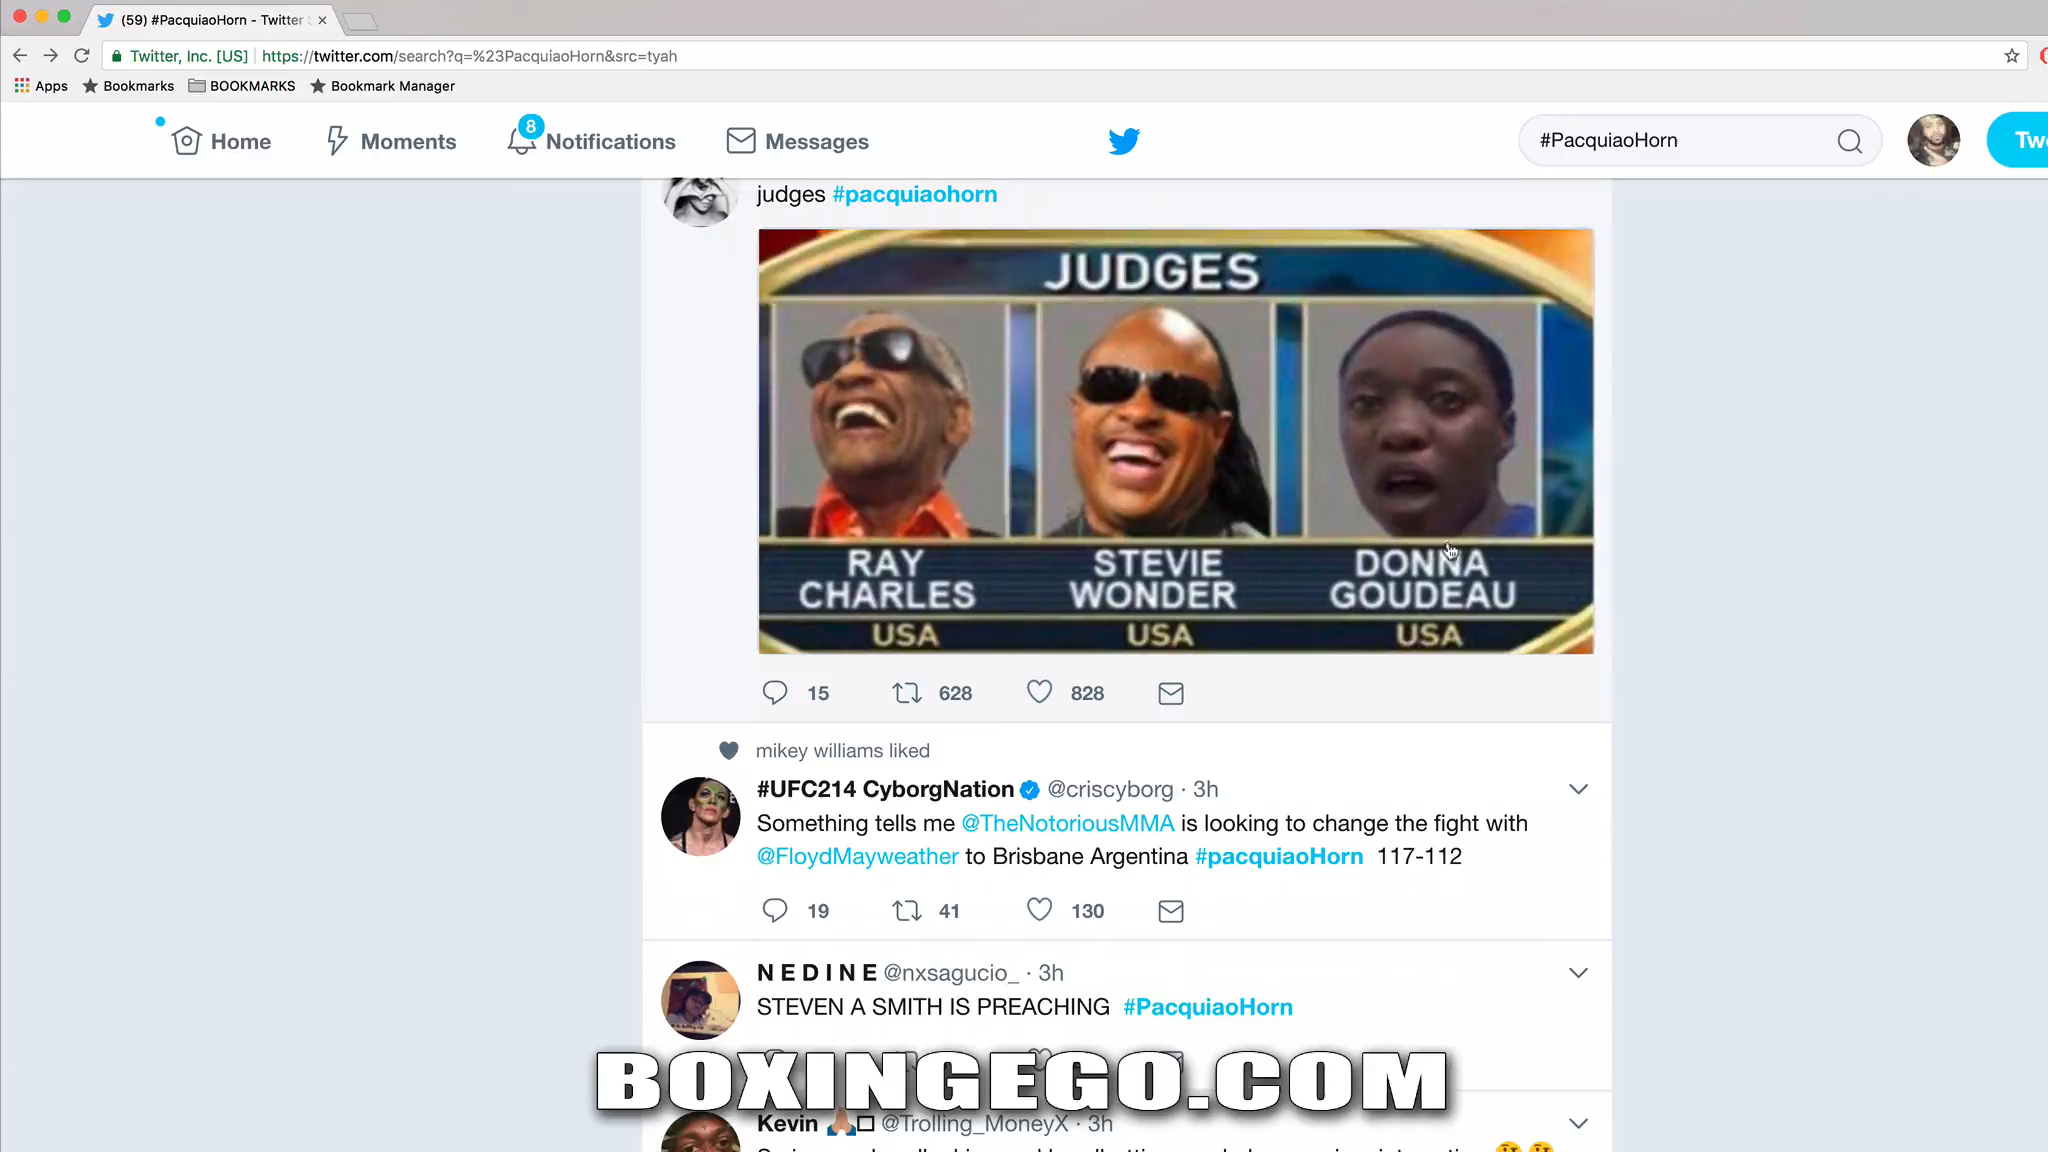 (59) #PacquiaoHorn - Twitter
Twitter, Inc. [US] https://twitter.com/search?q=%23PacquiaoHorn&src=tyah
Apps Bookmarks BOOKMARKS Bookmark Manager
Home Moments 8 Notifications Messages #PacquiaoHorn Tw
judges #pacquiaohorn
JUDGES
RAY CHARLES USA
STEVIE WONDER USA
DONNA GOUDEAU USA
15 628 828
mikey williams liked
#UFC214 CyborgNation @criscyborg · 3h
Something tells me @TheNotoriousMMA is looking to change the fight with
@FloydMayweather to Brisbane Argentina #pacquiaoHorn 117-112
19 41 130
N E D I N E @nxsagucio_ · 3h
STEVEN A SMITH IS PREACHING #PacquiaoHorn
BOXINGEGO.COM
Kevin @Trolling_MoneyX · 3h